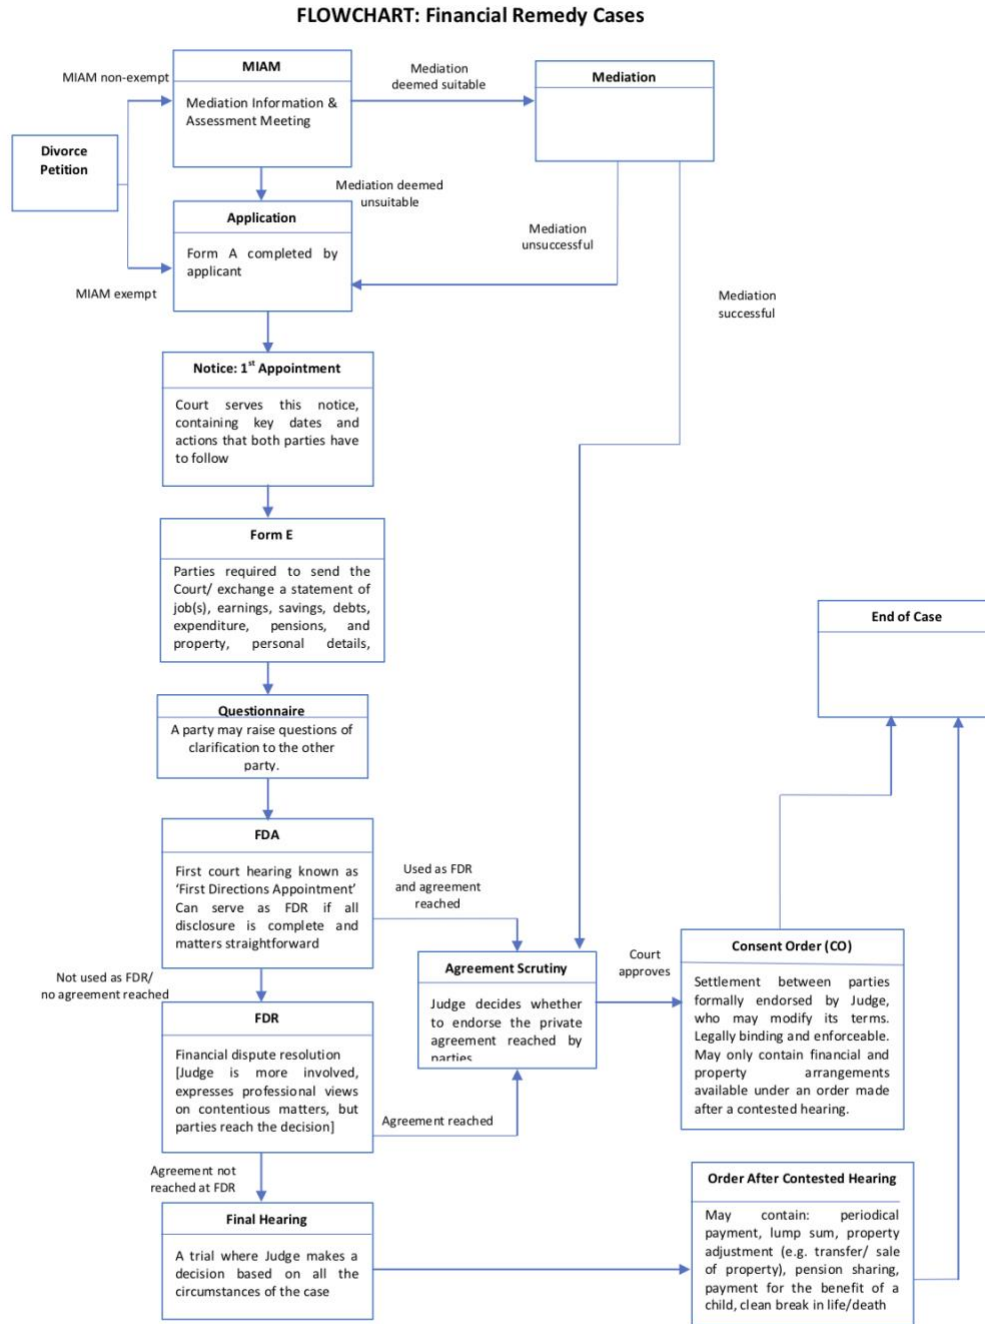 FLOWCHART: Financial Remedy Cases
MIAM
Mediation Information &
Assessment Meeting
MIAM non-exempt
Mediation
deemed suitable
Mediation
Divorce
Petition
Mediation deemed
unsuitable
Application
Form A completed by
applicant
MIAM exempt
Mediation
unsuccessful
Mediation
successful
Notice: 1st Appointment
Court serves this notice,
containing key dates and
actions that both parties have
to follow
Form E
Parties required to send the
Court/ exchange a statement of
job(s), earnings, savings, debts,
expenditure, pensions, and
property, personal details,
End of Case
Questionnaire
A party may raise questions of
clarification to the other
party.
FDA
First court hearing known as
‘First Directions Appointment’
Can serve as FDR if all
disclosure is complete and
matters straightforward
Used as FDR
and agreement
reached
Not used as FDR/
no agreement reached
Agreement Scrutiny
Judge decides whether
to endorse the private
agreement reached by
parties
Court
approves
Consent Order (CO)
Settlement between parties
formally endorsed by Judge,
who may modify its terms.
Legally binding and enforceable.
May only contain financial and
property arrangements
available under an order made
after a contested hearing.
FDR
Financial dispute resolution
[Judge is more involved,
expresses professional views
on contentious matters, but
parties reach the decision]
Agreement reached
Agreement not
reached at FDR
Final Hearing
A trial where Judge makes a
decision based on all the
circumstances of the case
Order After Contested Hearing
May contain: periodical
payment, lump sum, property
adjustment (e.g. transfer/ sale
of property), pension sharing,
payment for the benefit of a
child, clean break in life/death